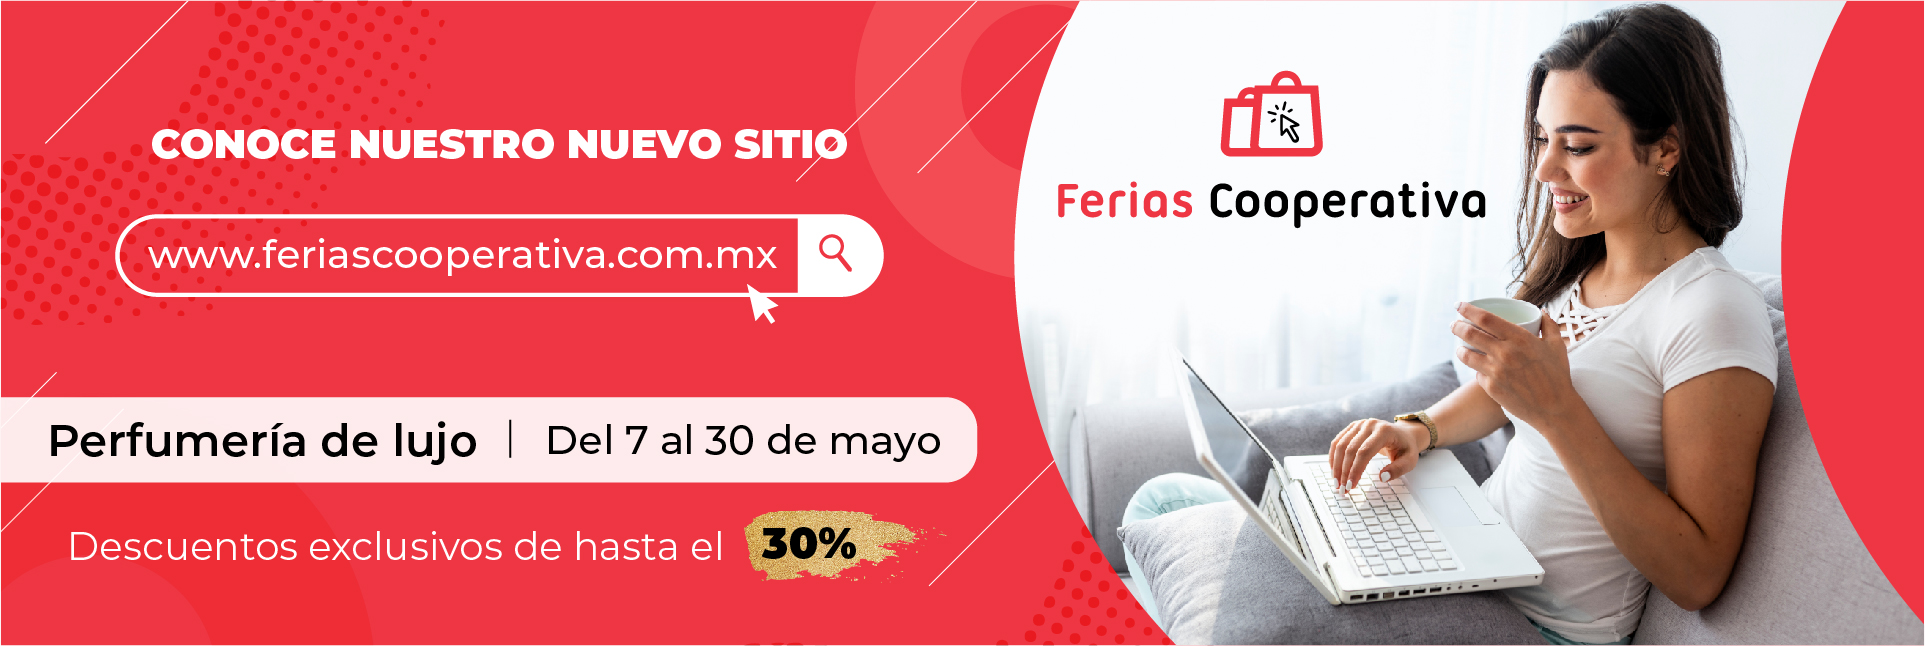 CONOCE NUESTRO NUEVO SITIO
www.feriascooperativa.com.mx
Perfumería de lujo | Del 7 al 30 de mayo
Descuentos exclusivos de hasta el 30%
Ferias Cooperativa